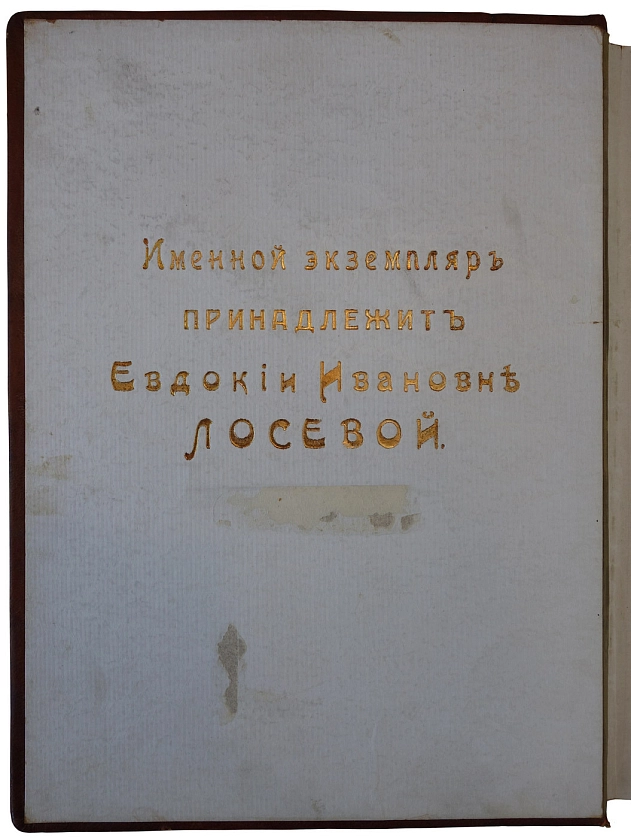 Именной экземпляръ
ПРИНАДЛЕЖИТЪ
Евдокіи Ивановнѣ
ЛОСЕВОЙ.